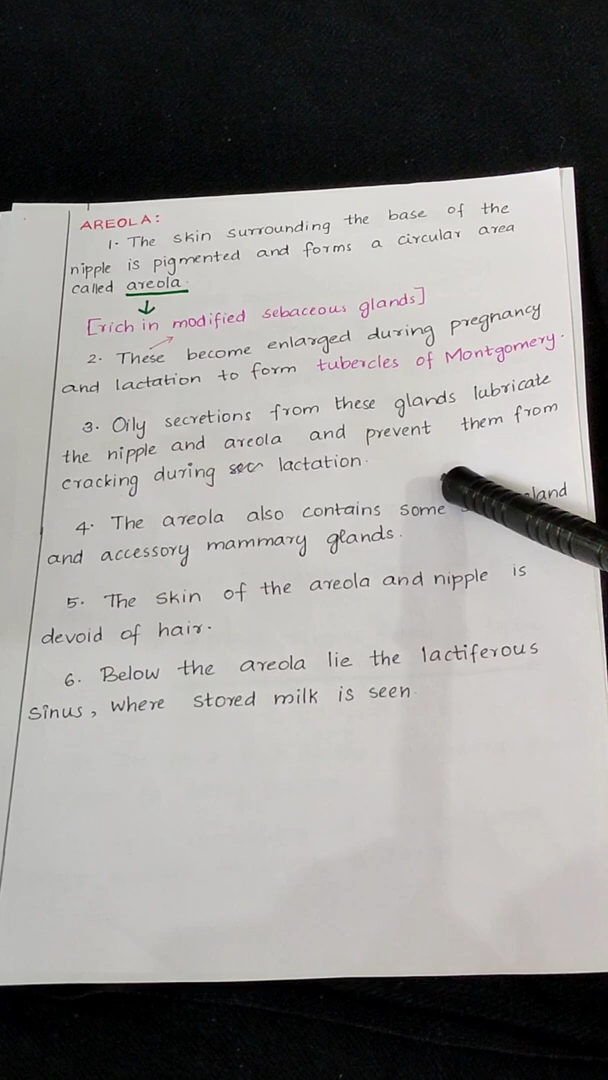 AREOLA:
1. The skin surrounding the base of the
nipple is pigmented and forms a circular area
called areola.
[rich in modified sebaceous glands]
2. These become enlarged during pregnancy
and lactation to form tubercles of Montgomery.
3. Oily secretions from these glands lubricate
the nipple and areola and prevent them from
cracking during lactation.
4. The areola also contains some
and accessory mammary glands.
5. The skin of the areola and nipple is
devoid of hair.
6. Below the areola lie the lactiferous
sinus, where stored milk is seen.